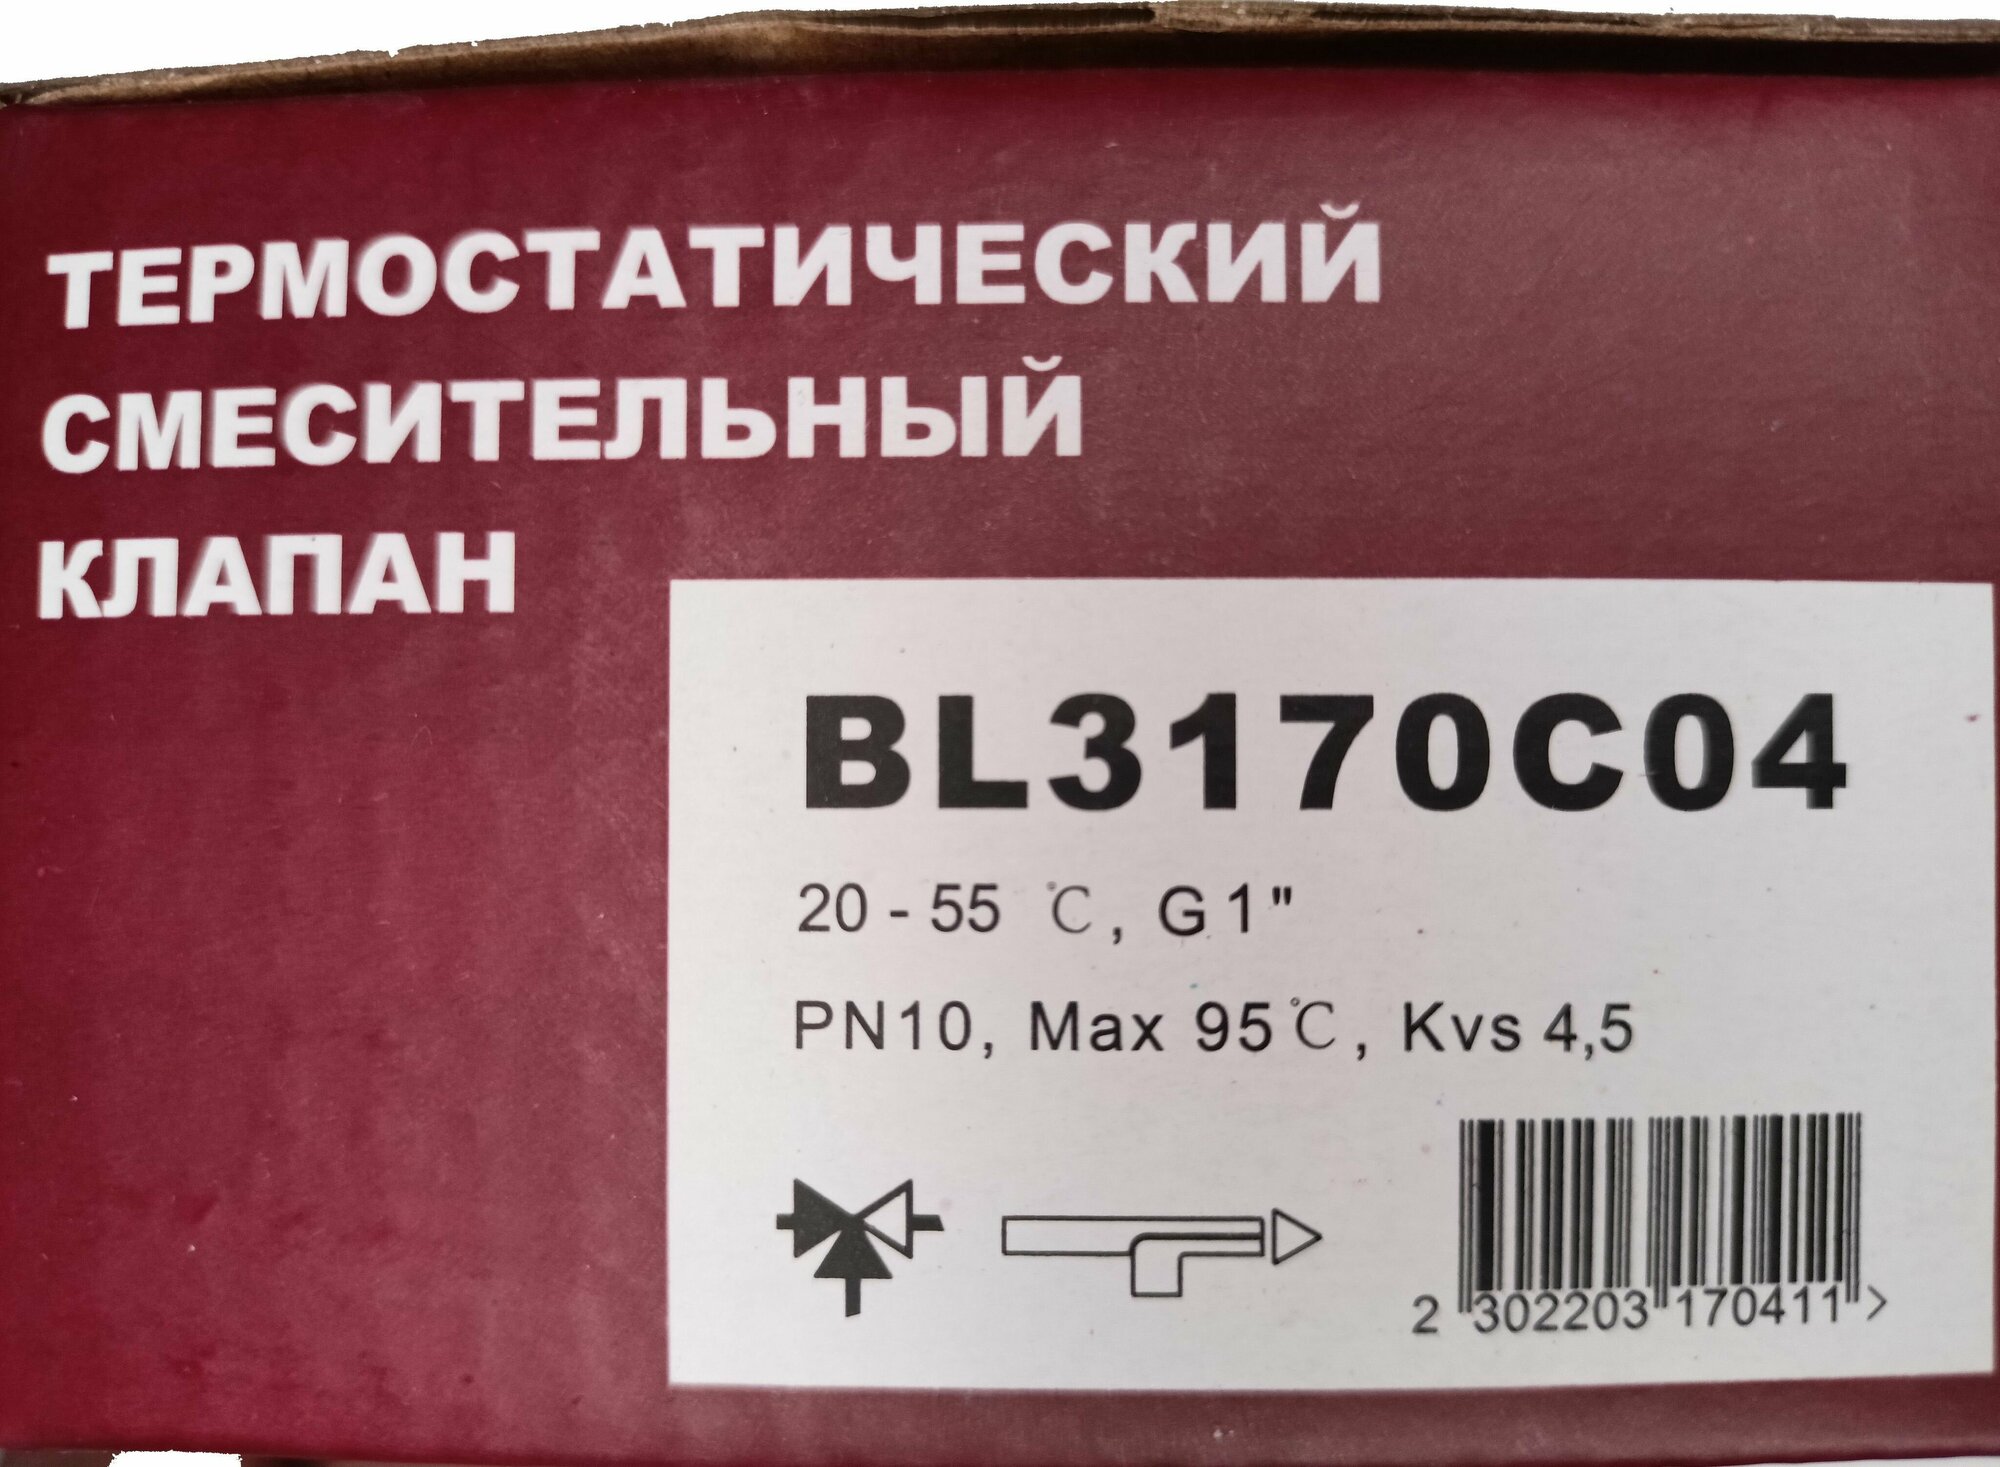 ТЕРМОСТАТИЧЕСКИЙ
СМЕСИТЕЛЬНЫЙ
КЛАПАН
BL3170C04
20 - 55 ℃, G 1"
PN10, Max 95℃, Kvs 4,5
2 302203 170411 >